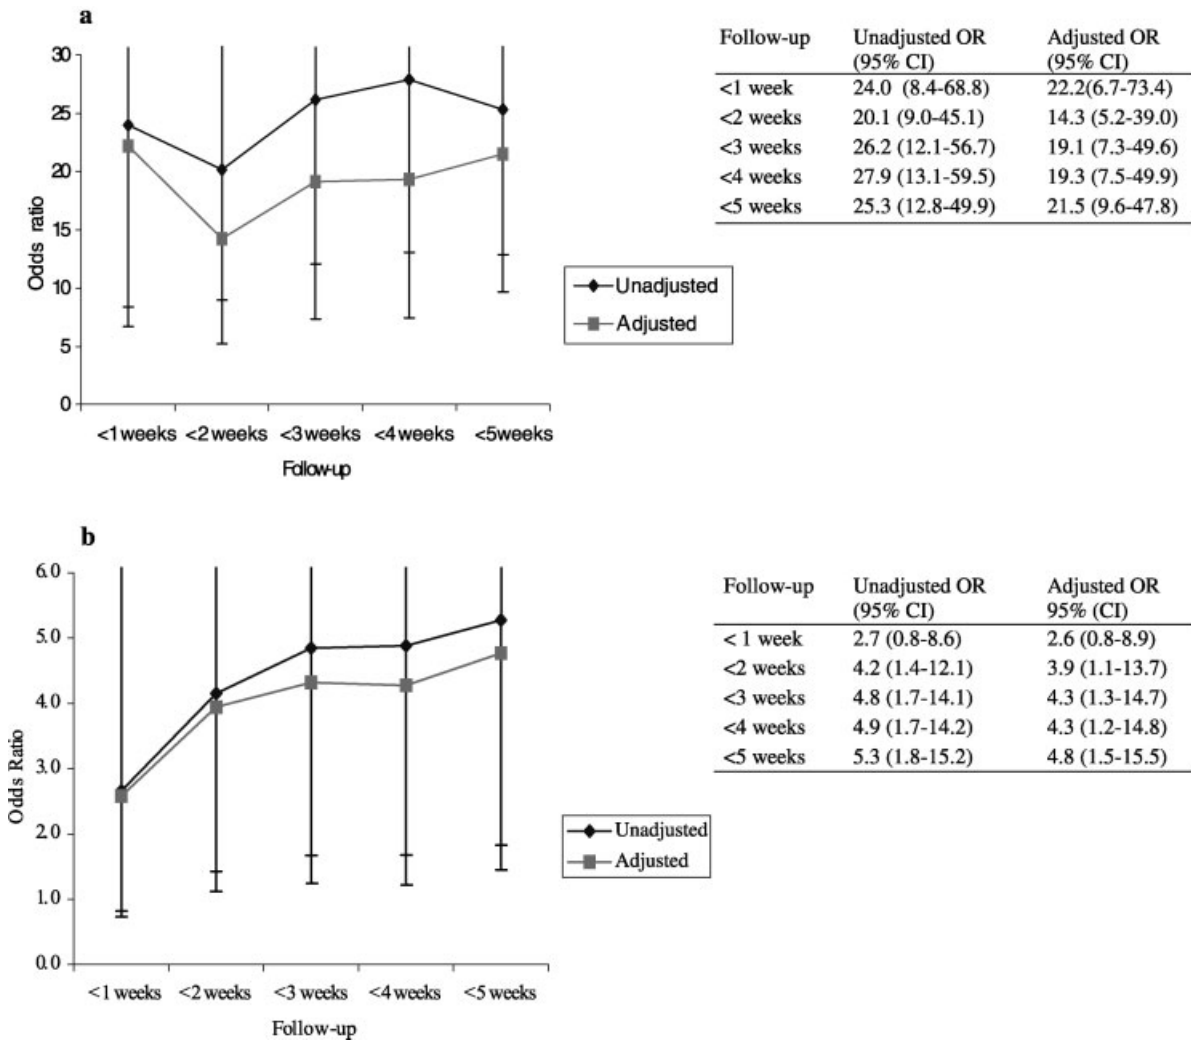 a
30
25
20
15
10
5
0
Odds ratio
<1 weeks <2 weeks <3 weeks <4 weeks <5weeks
Follow-up
Unadjusted
Adjusted
Follow-up Unadjusted OR (95% CI) Adjusted OR (95% CI)
<1 week 24.0 (8.4-68.8) 22.2(6.7-73.4)
<2 weeks 20.1 (9.0-45.1) 14.3 (5.2-39.0)
<3 weeks 26.2 (12.1-56.7) 19.1 (7.3-49.6)
<4 weeks 27.9 (13.1-59.5) 19.3 (7.5-49.9)
<5 weeks 25.3 (12.8-49.9) 21.5 (9.6-47.8)
b
6.0
5.0
4.0
3.0
2.0
1.0
0.0
Odds Ratio
<1 weeks <2 weeks <3 weeks <4 weeks <5 weeks
Follow-up
Unadjusted
Adjusted
Follow-up Unadjusted OR (95% CI) Adjusted OR 95% (CI)
< 1 week 2.7 (0.8-8.6) 2.6 (0.8-8.9)
<2 weeks 4.2 (1.4-12.1) 3.9 (1.1-13.7)
<3 weeks 4.8 (1.7-14.1) 4.3 (1.3-14.7)
<4 weeks 4.9 (1.7-14.2) 4.3 (1.2-14.8)
<5 weeks 5.3 (1.8-15.2) 4.8 (1.5-15.5)